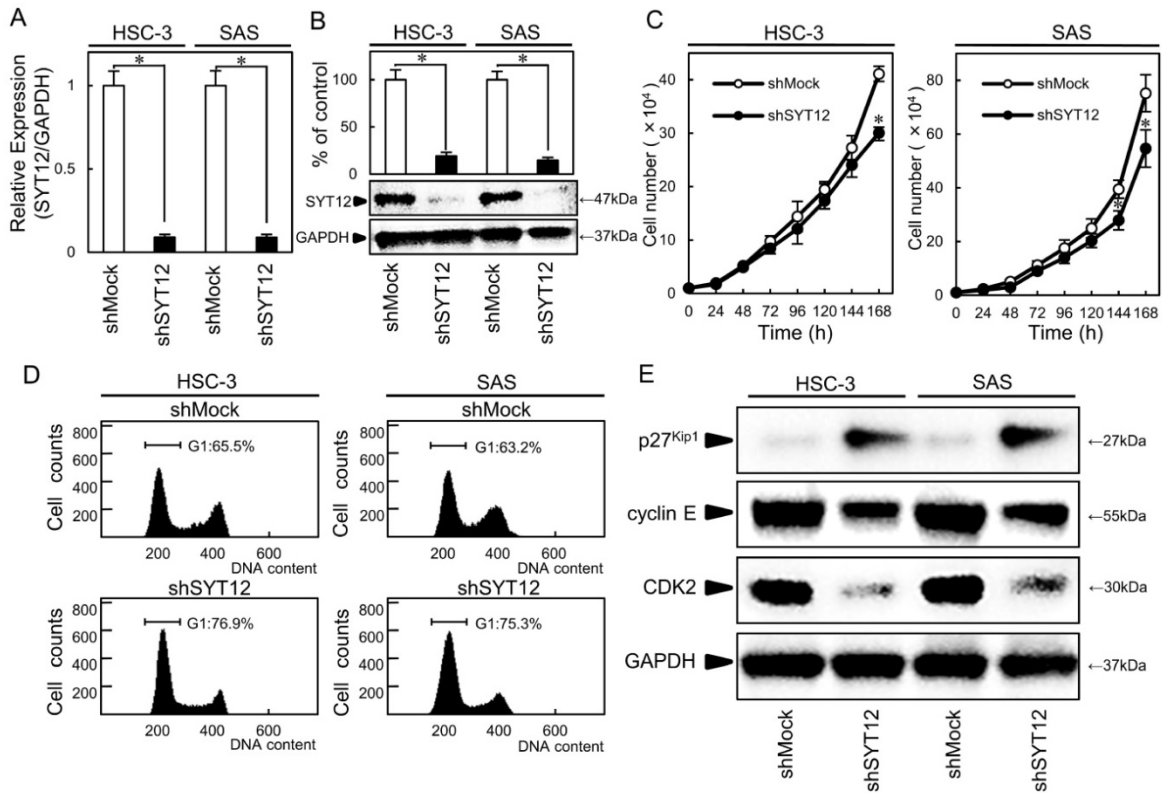 A
HSC-3 SAS
Relative Expression
(SYT12/GAPDH)
1
0.5
0
* *
shMock
shSYT12
shMock
shSYT12
B
HSC-3 SAS
% of control
100
50
0
* *
SYT12 ←47kDa
GAPDH ←37kDa
shMock
shSYT12
shMock
shSYT12
C
HSC-3
Cell number (×10⁴)
40
20
0
shMock
shSYT12
*
0 24 48 72 96 120 144 168
Time (h)
SAS
Cell number (×10⁴)
80
60
40
20
0
shMock
shSYT12
*
*
0 24 48 72 96 120 144 168
Time (h)
D
HSC-3
shMock
Cell counts
800
600
400
200
G1:65.5%
200 400 600
DNA content
SAS
shMock
Cell counts
800
600
400
200
G1:63.2%
200 400 600
DNA content
shSYT12
Cell counts
800
600
400
200
G1:76.9%
200 400 600
DNA content
shSYT12
Cell counts
800
600
400
200
G1:75.3%
200 400 600
DNA content
E
HSC-3 SAS
p27Kip1 ←27kDa
cyclin E ←55kDa
CDK2 ←30kDa
GAPDH ←37kDa
shMock
shSYT12
shMock
shSYT12